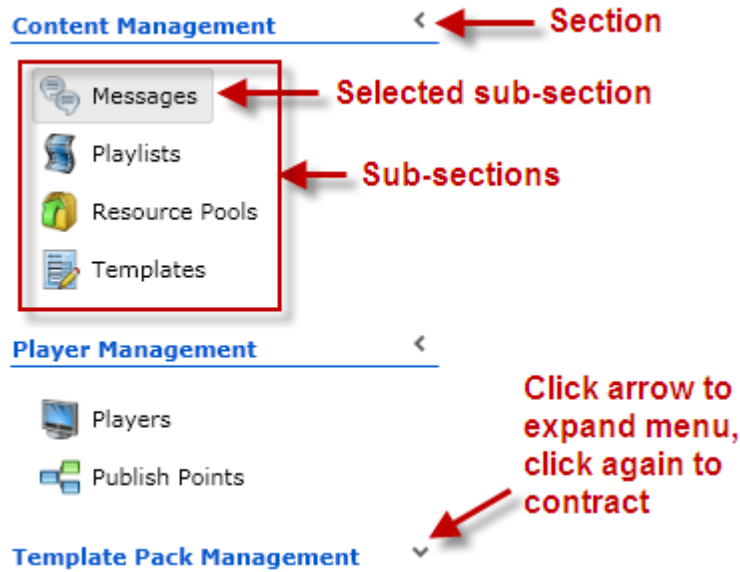 Content Management
Section
Messages
Selected sub-section
Playlists
Sub-sections
Resource Pools
Templates
Player Management
Players
Publish Points
Click arrow to
expand menu,
click again to
contract
Template Pack Management